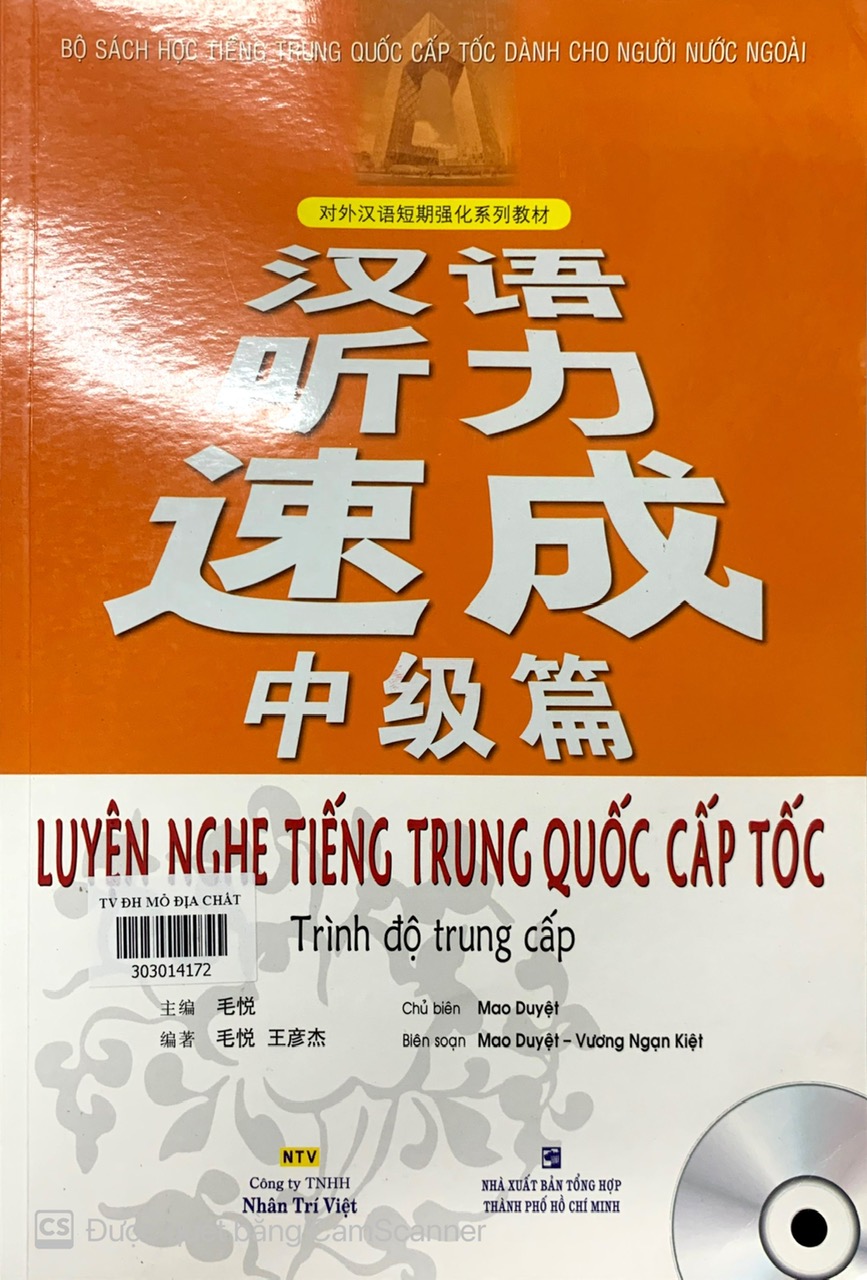 BỘ SÁCH HỌC TIẾNG TRUNG QUỐC CẤP TỐC DÀNH CHO NGƯỜI NƯỚC NGOÀI
对外汉语短期强化系列教材
汉语
听力
速成
中级篇
LUYỆN NGHE TIẾNG TRUNG QUỐC CẤP TỐC
TV ĐH MỎ ĐỊA CHẤT
303014172
Trình độ trung cấp
主编 毛悦
编著 毛悦 王彦杰
Chủ biên Mao Duyệt
Biên soạn Mao Duyệt – Vương Ngạn Kiệt
NTV
Công ty TNHH
Nhân Trí Việt
NHÀ XUẤT BẢN TỔNG HỢP
THÀNH PHỐ HỒ CHÍ MINH
CS Được quét bằng CamScanner